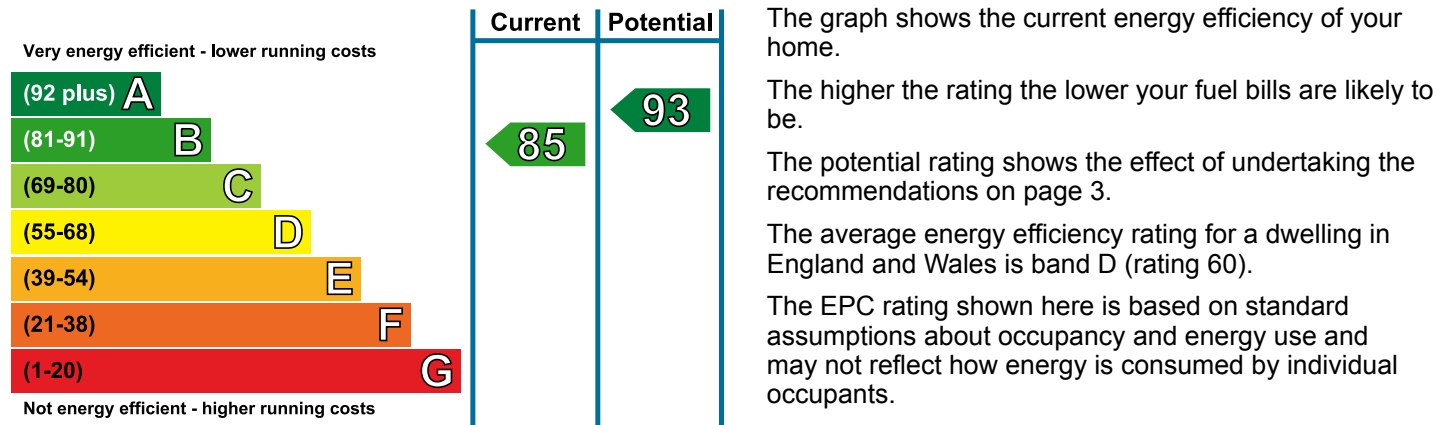 Current Potential
Very energy efficient - lower running costs
(92 plus) A
(81-91) B
(69-80) C
(55-68) D
(39-54) E
(21-38) F
(1-20) G
Not energy efficient - higher running costs
85
93
The graph shows the current energy efficiency of your
home.
The higher the rating the lower your fuel bills are likely to
be.
The potential rating shows the effect of undertaking the
recommendations on page 3.
The average energy efficiency rating for a dwelling in
England and Wales is band D (rating 60).
The EPC rating shown here is based on standard
assumptions about occupancy and energy use and
may not reflect how energy is consumed by individual
occupants.